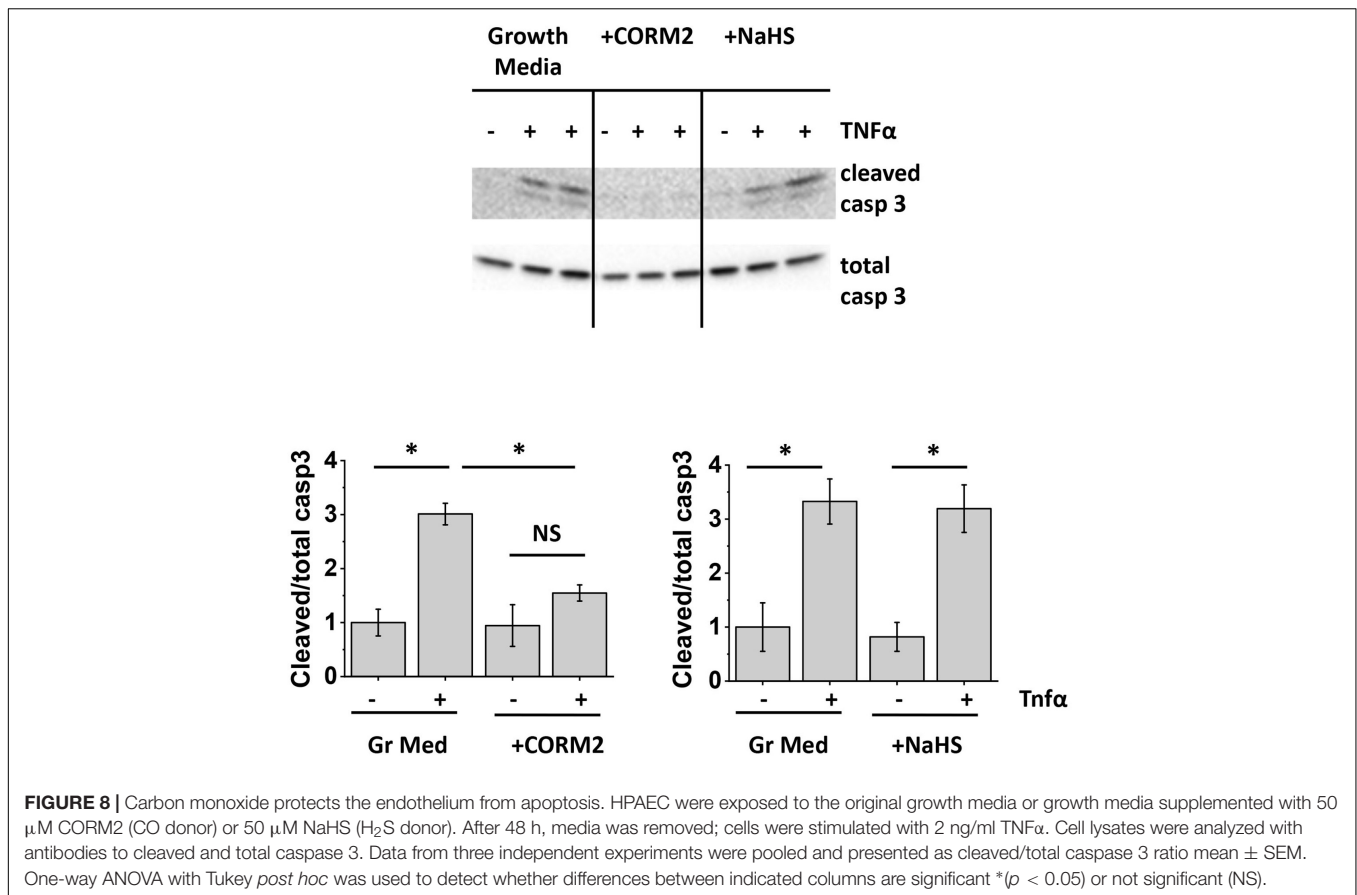 Growth Media +CORM2 +NaHS
- + + - + + - + + TNFα
cleaved casp 3
total casp 3
Cleaved/total casp3
4
3
2
1
0
* *
NS
- + - +
Gr Med +CORM2
Cleaved/total casp3
4
3
2
1
0
* *
- + - + Tnfα
Gr Med +NaHS
FIGURE 8 | Carbon monoxide protects the endothelium from apoptosis. HPAEC were exposed to the original growth media or growth media supplemented with 50
μM CORM2 (CO donor) or 50 μM NaHS (H₂S donor). After 48 h, media was removed; cells were stimulated with 2 ng/ml TNFα. Cell lysates were analyzed with
antibodies to cleaved and total caspase 3. Data from three independent experiments were pooled and presented as cleaved/total caspase 3 ratio mean ± SEM.
One-way ANOVA with Tukey post hoc was used to detect whether differences between indicated columns are significant *(p < 0.05) or not significant (NS).